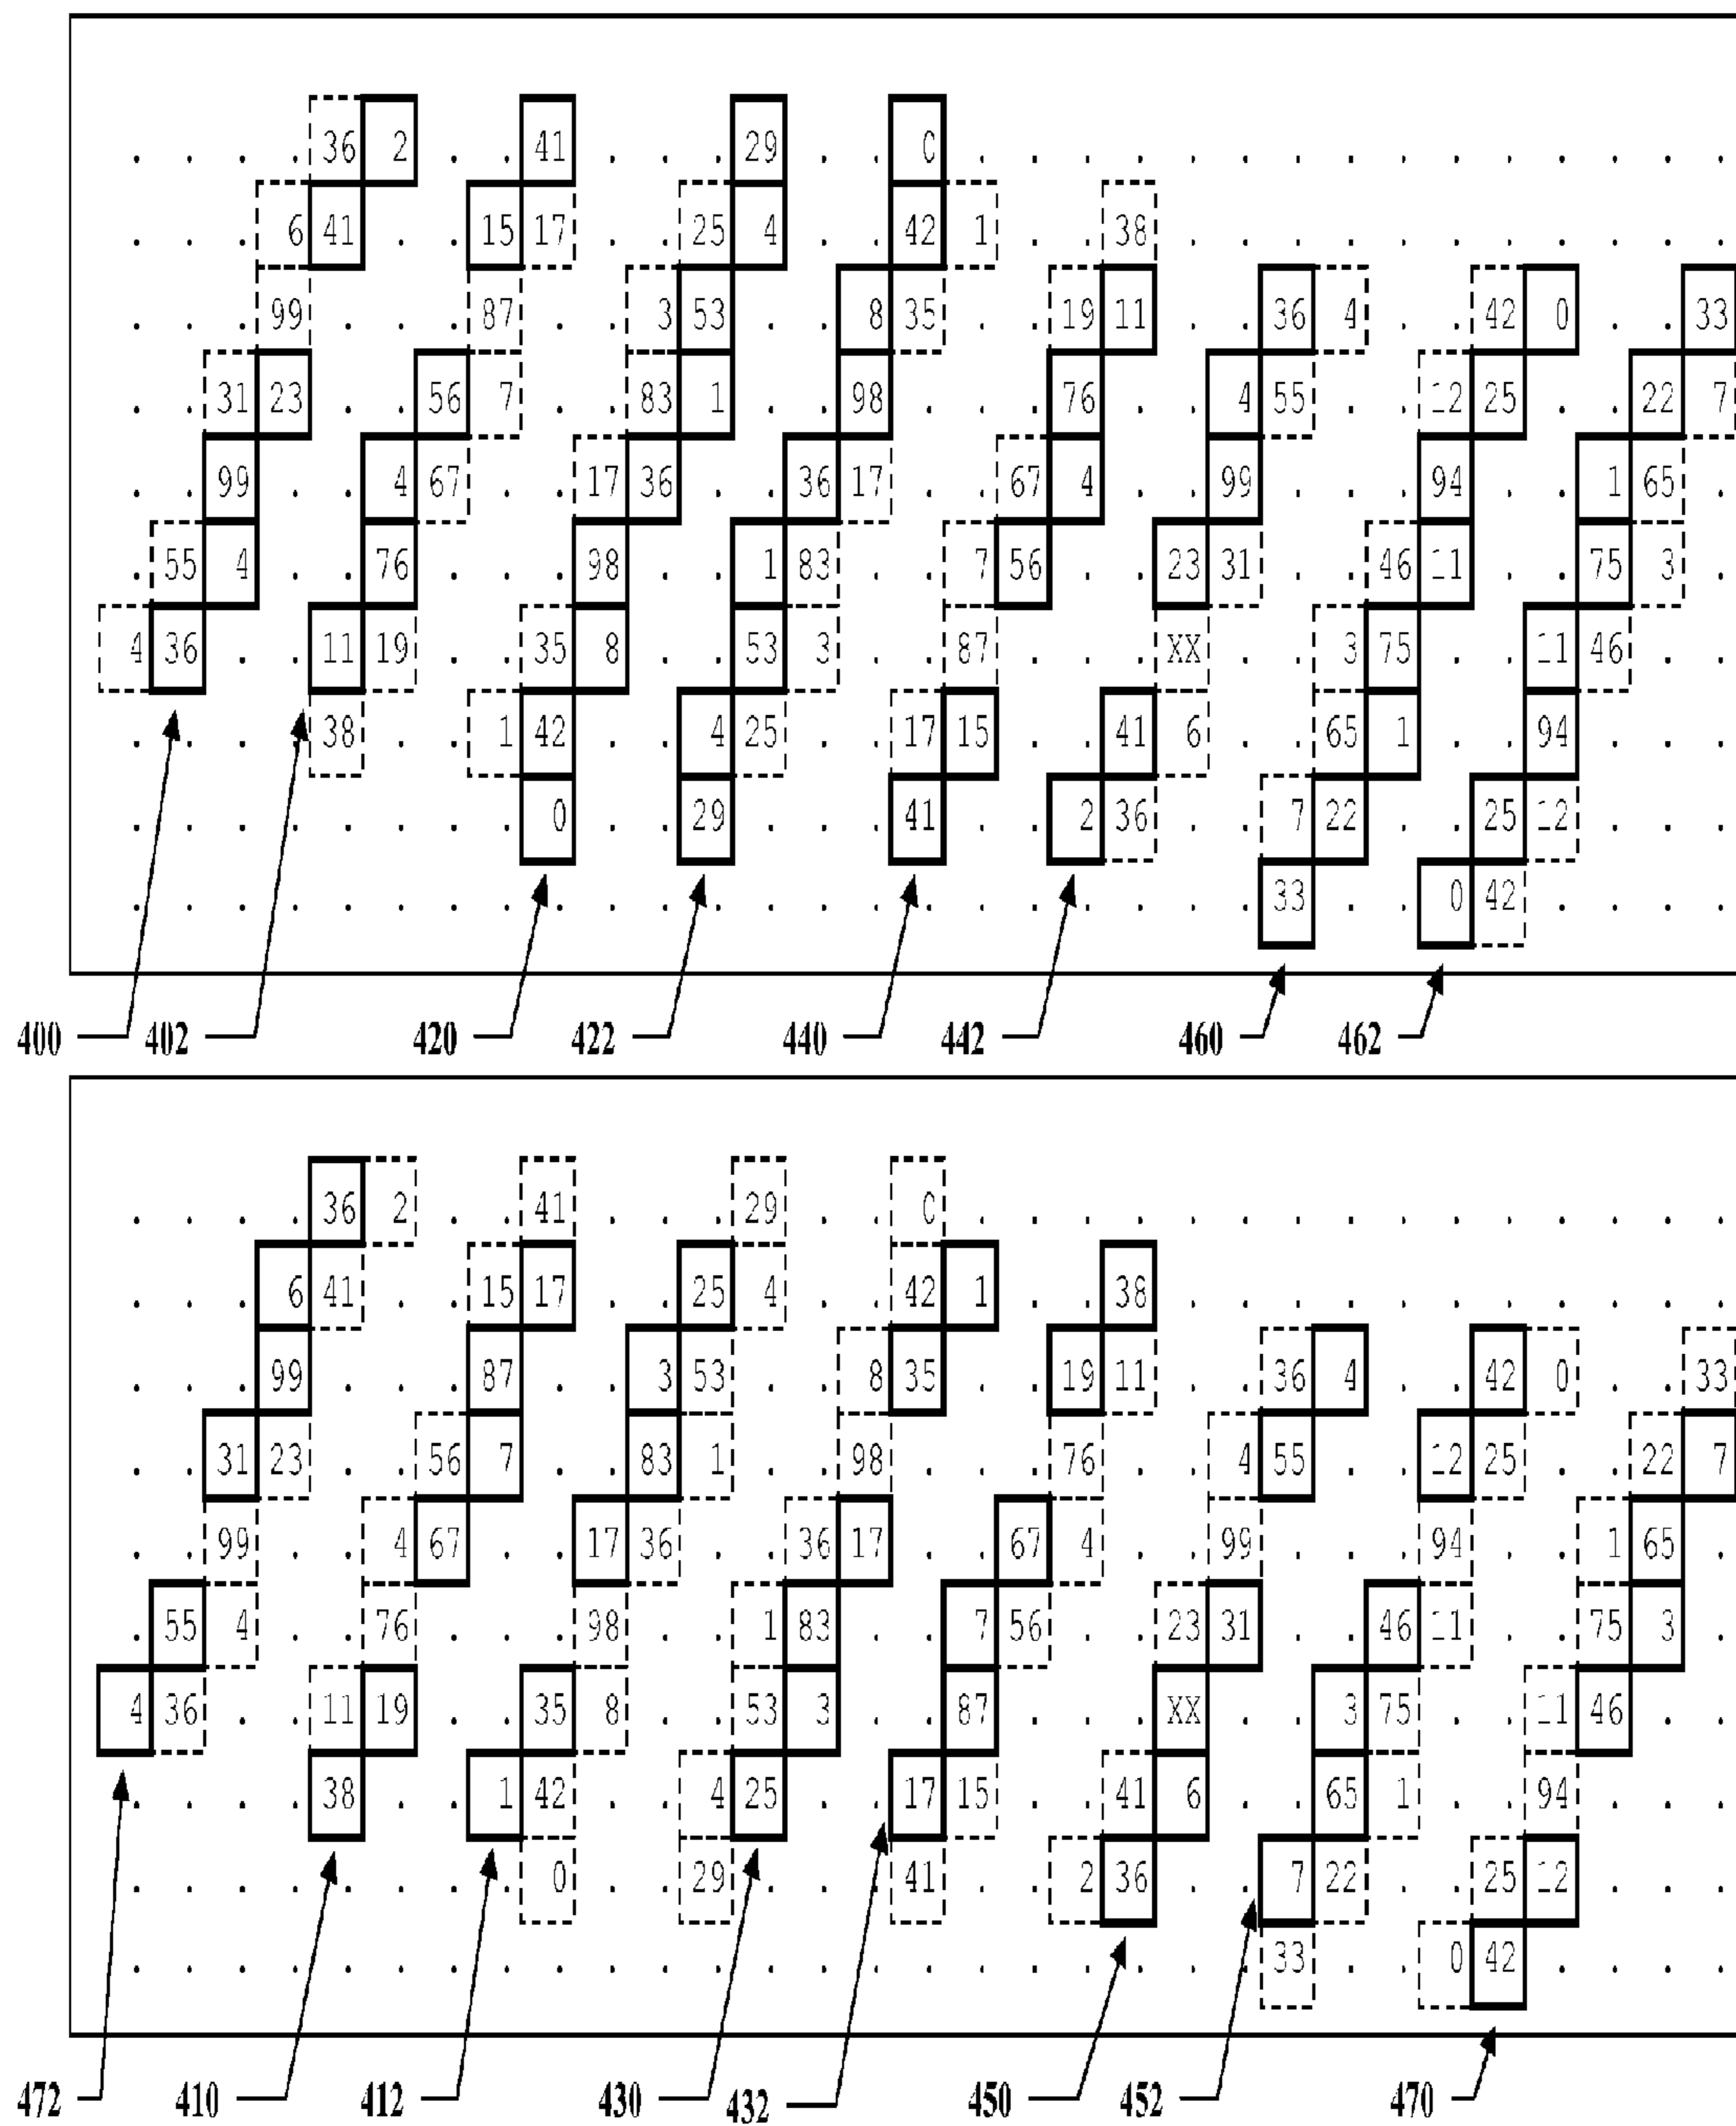 . . . . 36 2 . . 41 . . . 29 . . C . . . . . . . . . . . . . . .
. . . 6 41 . . 15 17 . . 25 4 . . 42 1 . . 38 . . . . . . . . . . .
. . . 99 . . . 87 . . 3 53 . . 8 35 . . 19 11 . . 36 4 . . 42 0 . . 33
. . 31 23 . . 56 7 . . 83 1 . . 98 . . . 76 . . 4 55 . . 12 25 . . 22 7
. . 99 . . 4 67 . . 17 36 . . 36 17 . . 67 4 . . 99 . . . 94 . . 1 65 .
. 55 4 . . 76 . . . 98 . . 1 83 . . 7 56 . . 23 31 . . 46 11 . . 75 3 .
4 36 . . 11 19 . . 35 8 . . 53 3 . . 87 . . . XX . . 3 75 . . 11 46 . .
. . . . 38 . . 1 42 . . 4 25 . . 17 15 . . 41 6 . . 65 1 . . 94 . . .
. . . . . . . . 0 . . 29 . . . 41 . . 2 36 . . 7 22 . . 25 12 . . .
. . . . . . . . . . . . . . . . . . . . . . 33 . . 0 42 . . . .
400 402 420 422 440 442 460 462
. . . . 36 2 . . 41 . . . 29 . . C . . . . . . . . . . . . . . .
. . . 6 41 . . 15 17 . . 25 4 . . 42 1 . . 38 . . . . . . . . . . .
. . . 99 . . . 87 . . 3 53 . . 8 35 . . 19 11 . . 36 4 . . 42 0 . . 33
. . 31 23 . . 56 7 . . 83 1 . . 98 . . . 76 . . 4 55 . . 12 25 . . 22 7
. . 99 . . 4 67 . . 17 36 . . 36 17 . . 67 4 . . 99 . . . 94 . . 1 65 .
. 55 4 . . 76 . . . 98 . . 1 83 . . 7 56 . . 23 31 . . 46 11 . . 75 3 .
4 36 . . 11 19 . . 35 8 . . 53 3 . . 87 . . . XX . . 3 75 . . 11 46 . .
. . . . 38 . . 1 42 . . 4 25 . . 17 15 . . 41 6 . . 65 1 . . 94 . . .
. . . . . . . . 0 . . 29 . . . 41 . . 2 36 . . 7 22 . . 25 12 . . .
. . . . . . . . . . . . . . . . . . . . . . 33 . . 0 42 . . . .
472 410 412 430 432 450 452 470